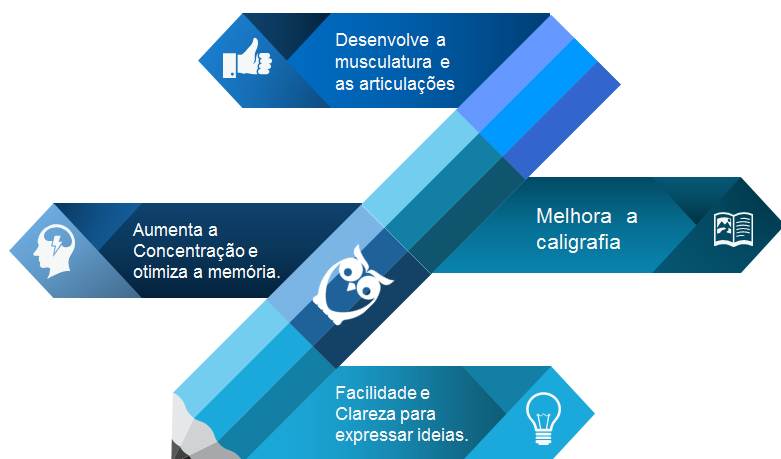 Desenvolve a
musculatura e
as articulações
Melhora a
caligrafia
Aumenta a
Concentração e
otimiza a memória.
Facilidade e
Clareza para
expressar ideias.